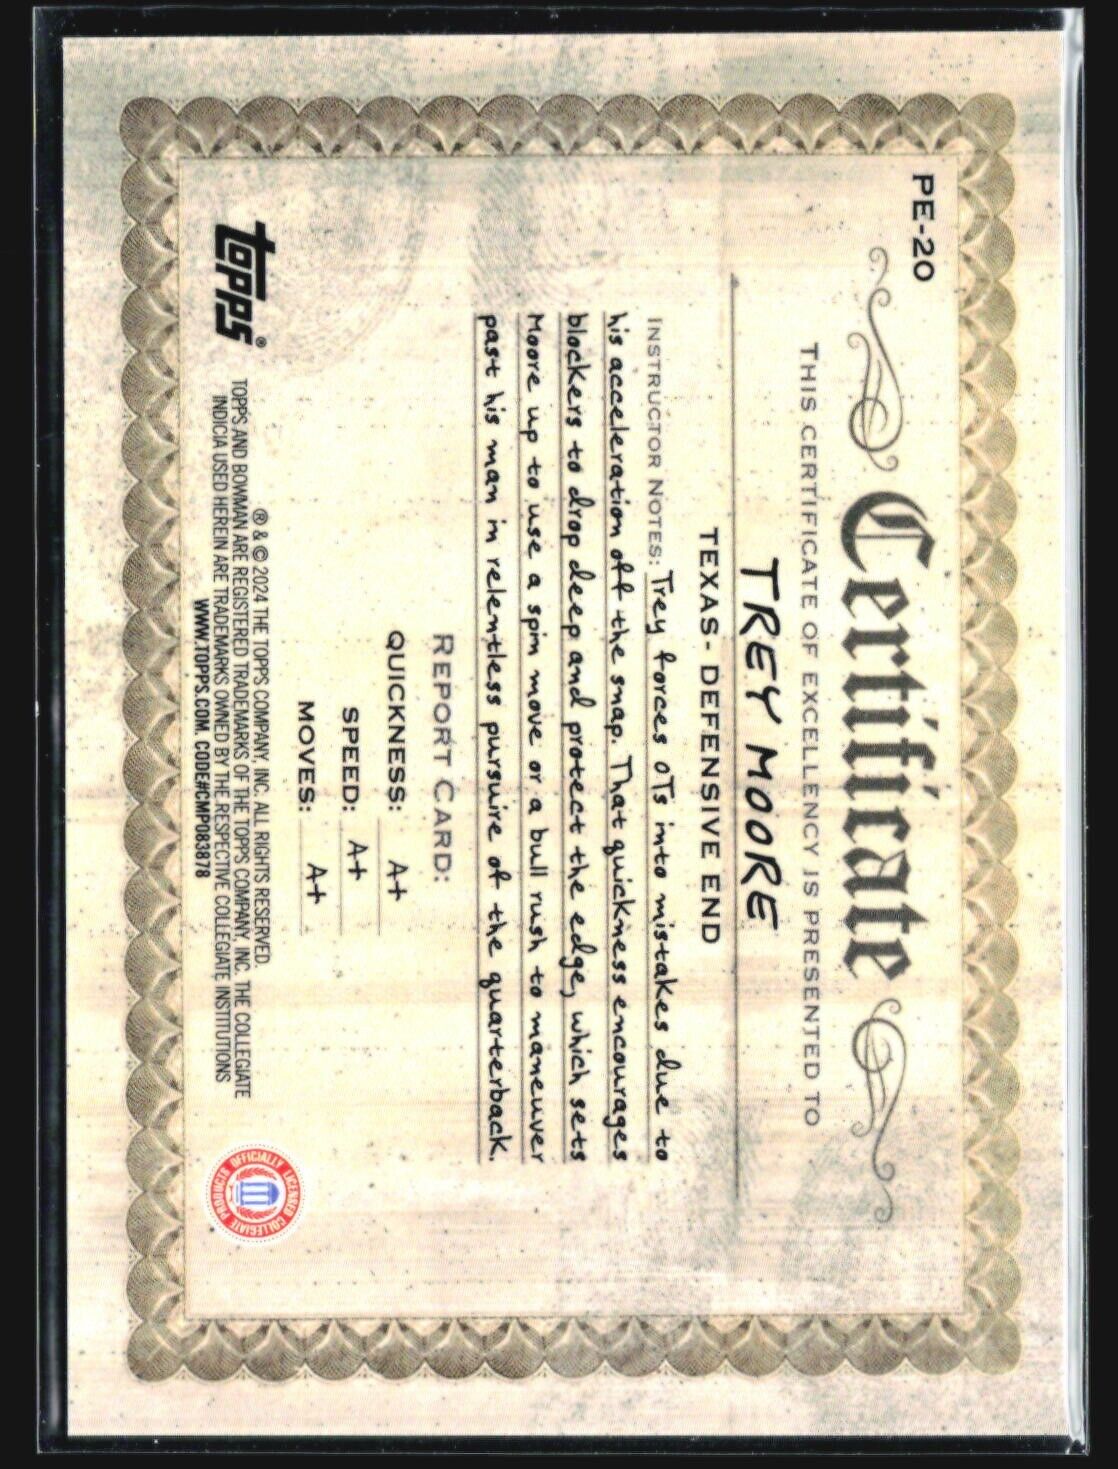 PE-20
Certificate
THIS CERTIFICATE OF EXCELLENCY IS PRESENTED TO
TREY MOORE
TEXAS - DEFENSIVE END
INSTRUCTOR NOTES: Trey forces OTs into mistakes due to
his acceleration off the snap. That quickness encourages
blockers to drop deep and protect the edge, which sets
Moore up to use a spin move or a bull rush to maneuver
past his man in relentless pursuire of the quarterback.
REPORT CARD:
QUICKNESS: A+
SPEED: A+
MOVES: A+
topps®
® & © 2024 THE TOPPS COMPANY, INC. ALL RIGHTS RESERVED.
TOPPS AND BOWMAN ARE REGISTERED TRADEMARKS OF THE TOPPS COMPANY, INC. THE COLLEGIATE
INDICIA USED HEREIN ARE TRADEMARKS OWNED BY THE RESPECTIVE COLLEGIATE INSTITUTIONS
WWW.TOPPS.COM. CODE#CMP083878
OFFICIALLY LICENSED COLLEGIATE PRODUCTS